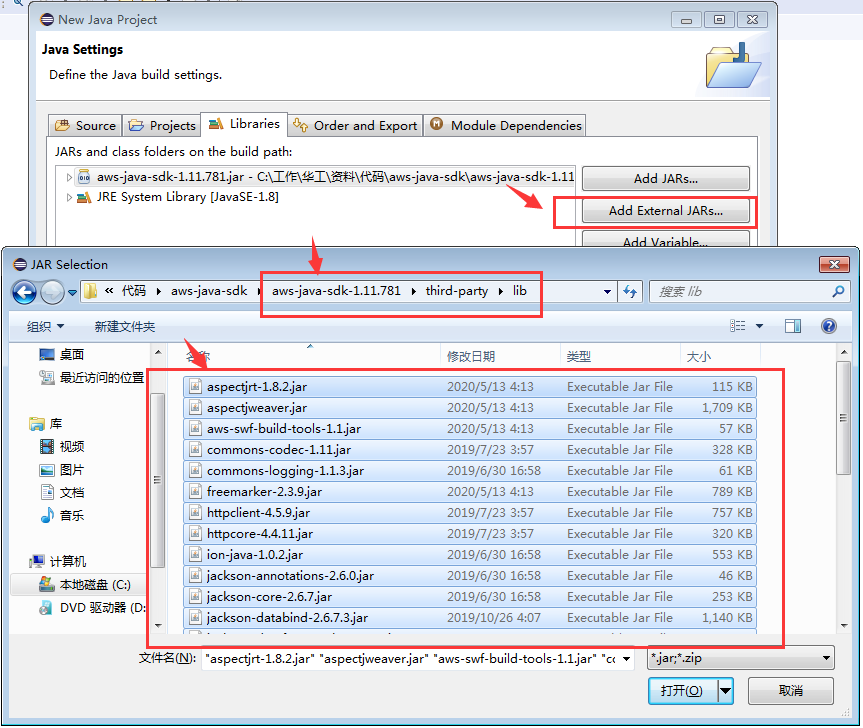 New Java Project
Java Settings
Define the Java build settings.
Source Projects Libraries Order and Export Module Dependencies
JARs and class folders on the build path:
aws-java-sdk-1.11.781.jar - C:\工作\华工\资料\代码\aws-java-sdk\aws-java-sdk-1.11
JRE System Library [JavaSE-1.8]
Add JARs...
Add External JARs...
Add Variable...
JAR Selection
« 代码 aws-java-sdk aws-java-sdk-1.11.781 third-party lib 搜索 lib
组织 新建文件夹
名称 修改日期 类型 大小
桌面
最近访问的位置
库
视频
图片
文档
音乐
计算机
本地磁盘 (C:)
DVD 驱动器 (D:
aspectjrt-1.8.2.jar 2020/5/13 4:13 Executable Jar File 115 KB
aspectjweaver.jar 2020/5/13 4:13 Executable Jar File 1,709 KB
aws-swf-build-tools-1.1.jar 2020/5/13 4:13 Executable Jar File 57 KB
commons-codec-1.11.jar 2019/7/23 3:57 Executable Jar File 328 KB
commons-logging-1.1.3.jar 2019/6/30 16:58 Executable Jar File 61 KB
freemarker-2.3.9.jar 2020/5/13 4:13 Executable Jar File 789 KB
httpclient-4.5.9.jar 2019/7/23 3:57 Executable Jar File 757 KB
httpcore-4.4.11.jar 2019/7/23 3:57 Executable Jar File 320 KB
ion-java-1.0.2.jar 2019/6/30 16:58 Executable Jar File 553 KB
jackson-annotations-2.6.0.jar 2019/6/30 16:58 Executable Jar File 46 KB
jackson-core-2.6.7.jar 2019/6/30 16:58 Executable Jar File 253 KB
jackson-databind-2.6.7.3.jar 2019/10/26 4:07 Executable Jar File 1,140 KB
文件名(N): "aspectjrt-1.8.2.jar" "aspectjweaver.jar" "aws-swf-build-tools-1.1.jar" "cc *.jar;*.zip
打开(O) 取消